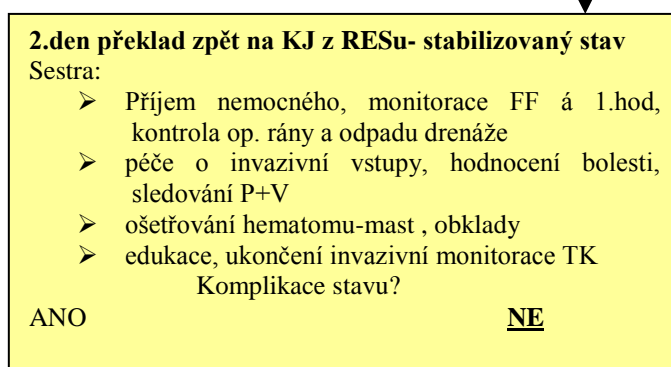 2.den překlad zpět na KJ z RESu- stabilizovaný stav
Sestra:
➢ Příjem nemocného, monitorace FF á 1.hod,
kontrola op. rány a odpadu drenáže
➢ péče o invazivní vstupy, hodnocení bolesti,
sledování P+V
➢ ošetřování hematomu-mast , obklady
➢ edukace, ukončení invazivní monitorace TK
Komplikace stavu?
ANO NE